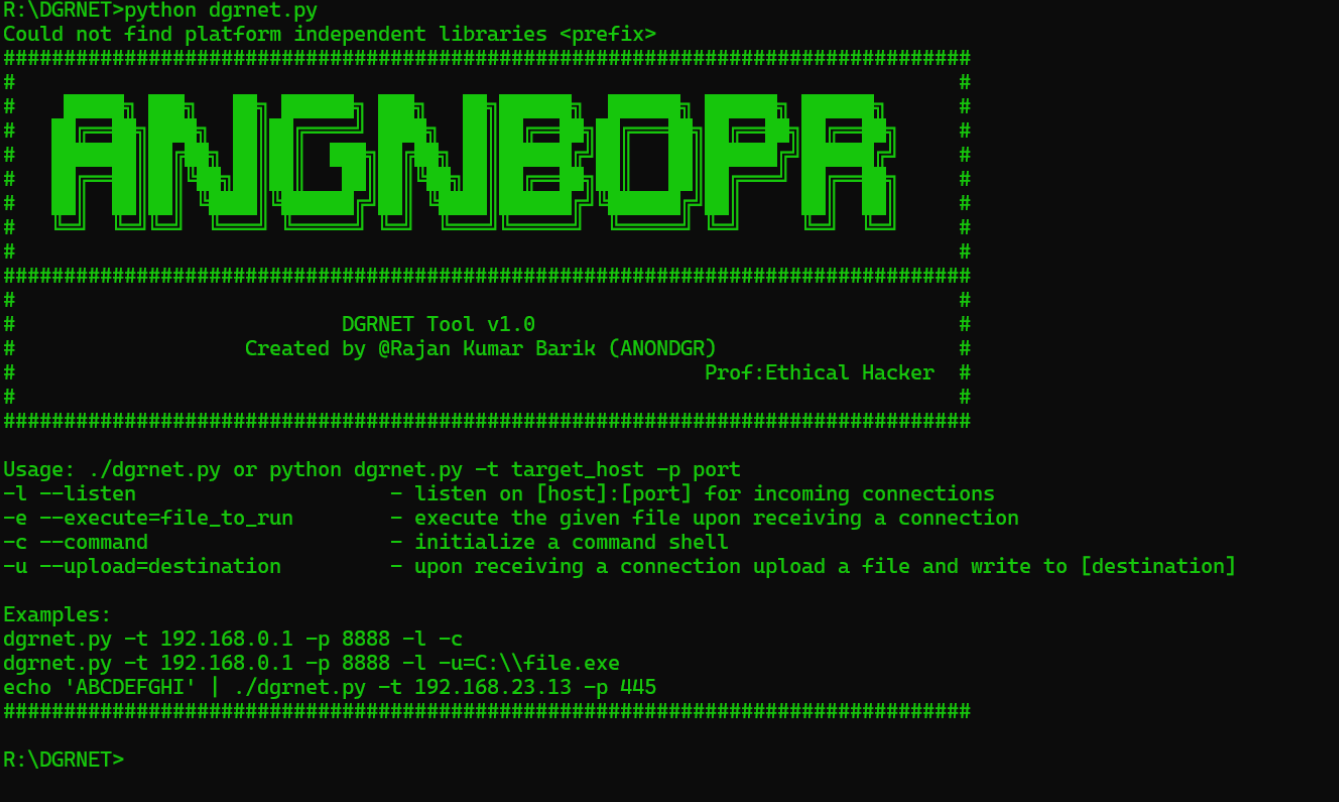 R:\DGRNET>python dgrnet.py
Could not find platform independent libraries <prefix>
################################################################################
# #
# ANGNBOPR #
# #
################################################################################
# #
# DGRNET Tool v1.0 #
# Created by @Rajan Kumar Barik (ANONDGR) #
# Prof:Ethical Hacker #
# #
################################################################################
Usage: ./dgrnet.py or python dgrnet.py -t target_host -p port
-l --listen - listen on [host]:[port] for incoming connections
-e --execute=file_to_run - execute the given file upon receiving a connection
-c --command - initialize a command shell
-u --upload=destination - upon receiving a connection upload a file and write to [destination]
Examples:
dgrnet.py -t 192.168.0.1 -p 8888 -l -c
dgrnet.py -t 192.168.0.1 -p 8888 -l -u=C:\\file.exe
echo 'ABCDEFGHI' | ./dgrnet.py -t 192.168.23.13 -p 445
################################################################################
R:\DGRNET>